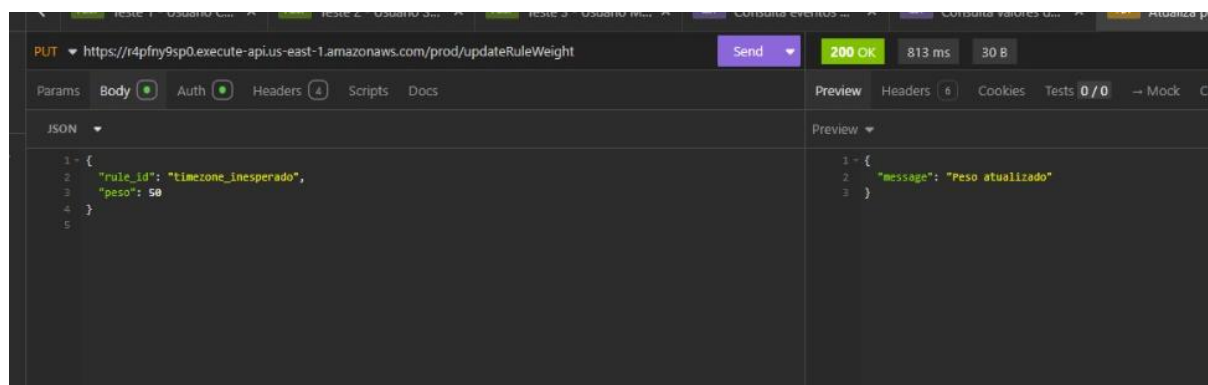 Teste 1 - Usuário C... Teste 2 - Usuário S... Teste 3 - Usuário M... Consulta eventos ... Consulta valores d... Atualiza p
PUT https://r4pfny9sp0.execute-api.us-east-1.amazonaws.com/prod/updateRuleWeight Send 200 OK 813 ms 30 B
Params Body Auth Headers 4 Scripts Docs Preview Headers 6 Cookies Tests 0 / 0 → Mock C
JSON Preview
1 { 1 {
2 "rule_id": "timezone_inesperado", 2 "message": "Peso atualizado"
3 "peso": 50 3 }
4 }
5